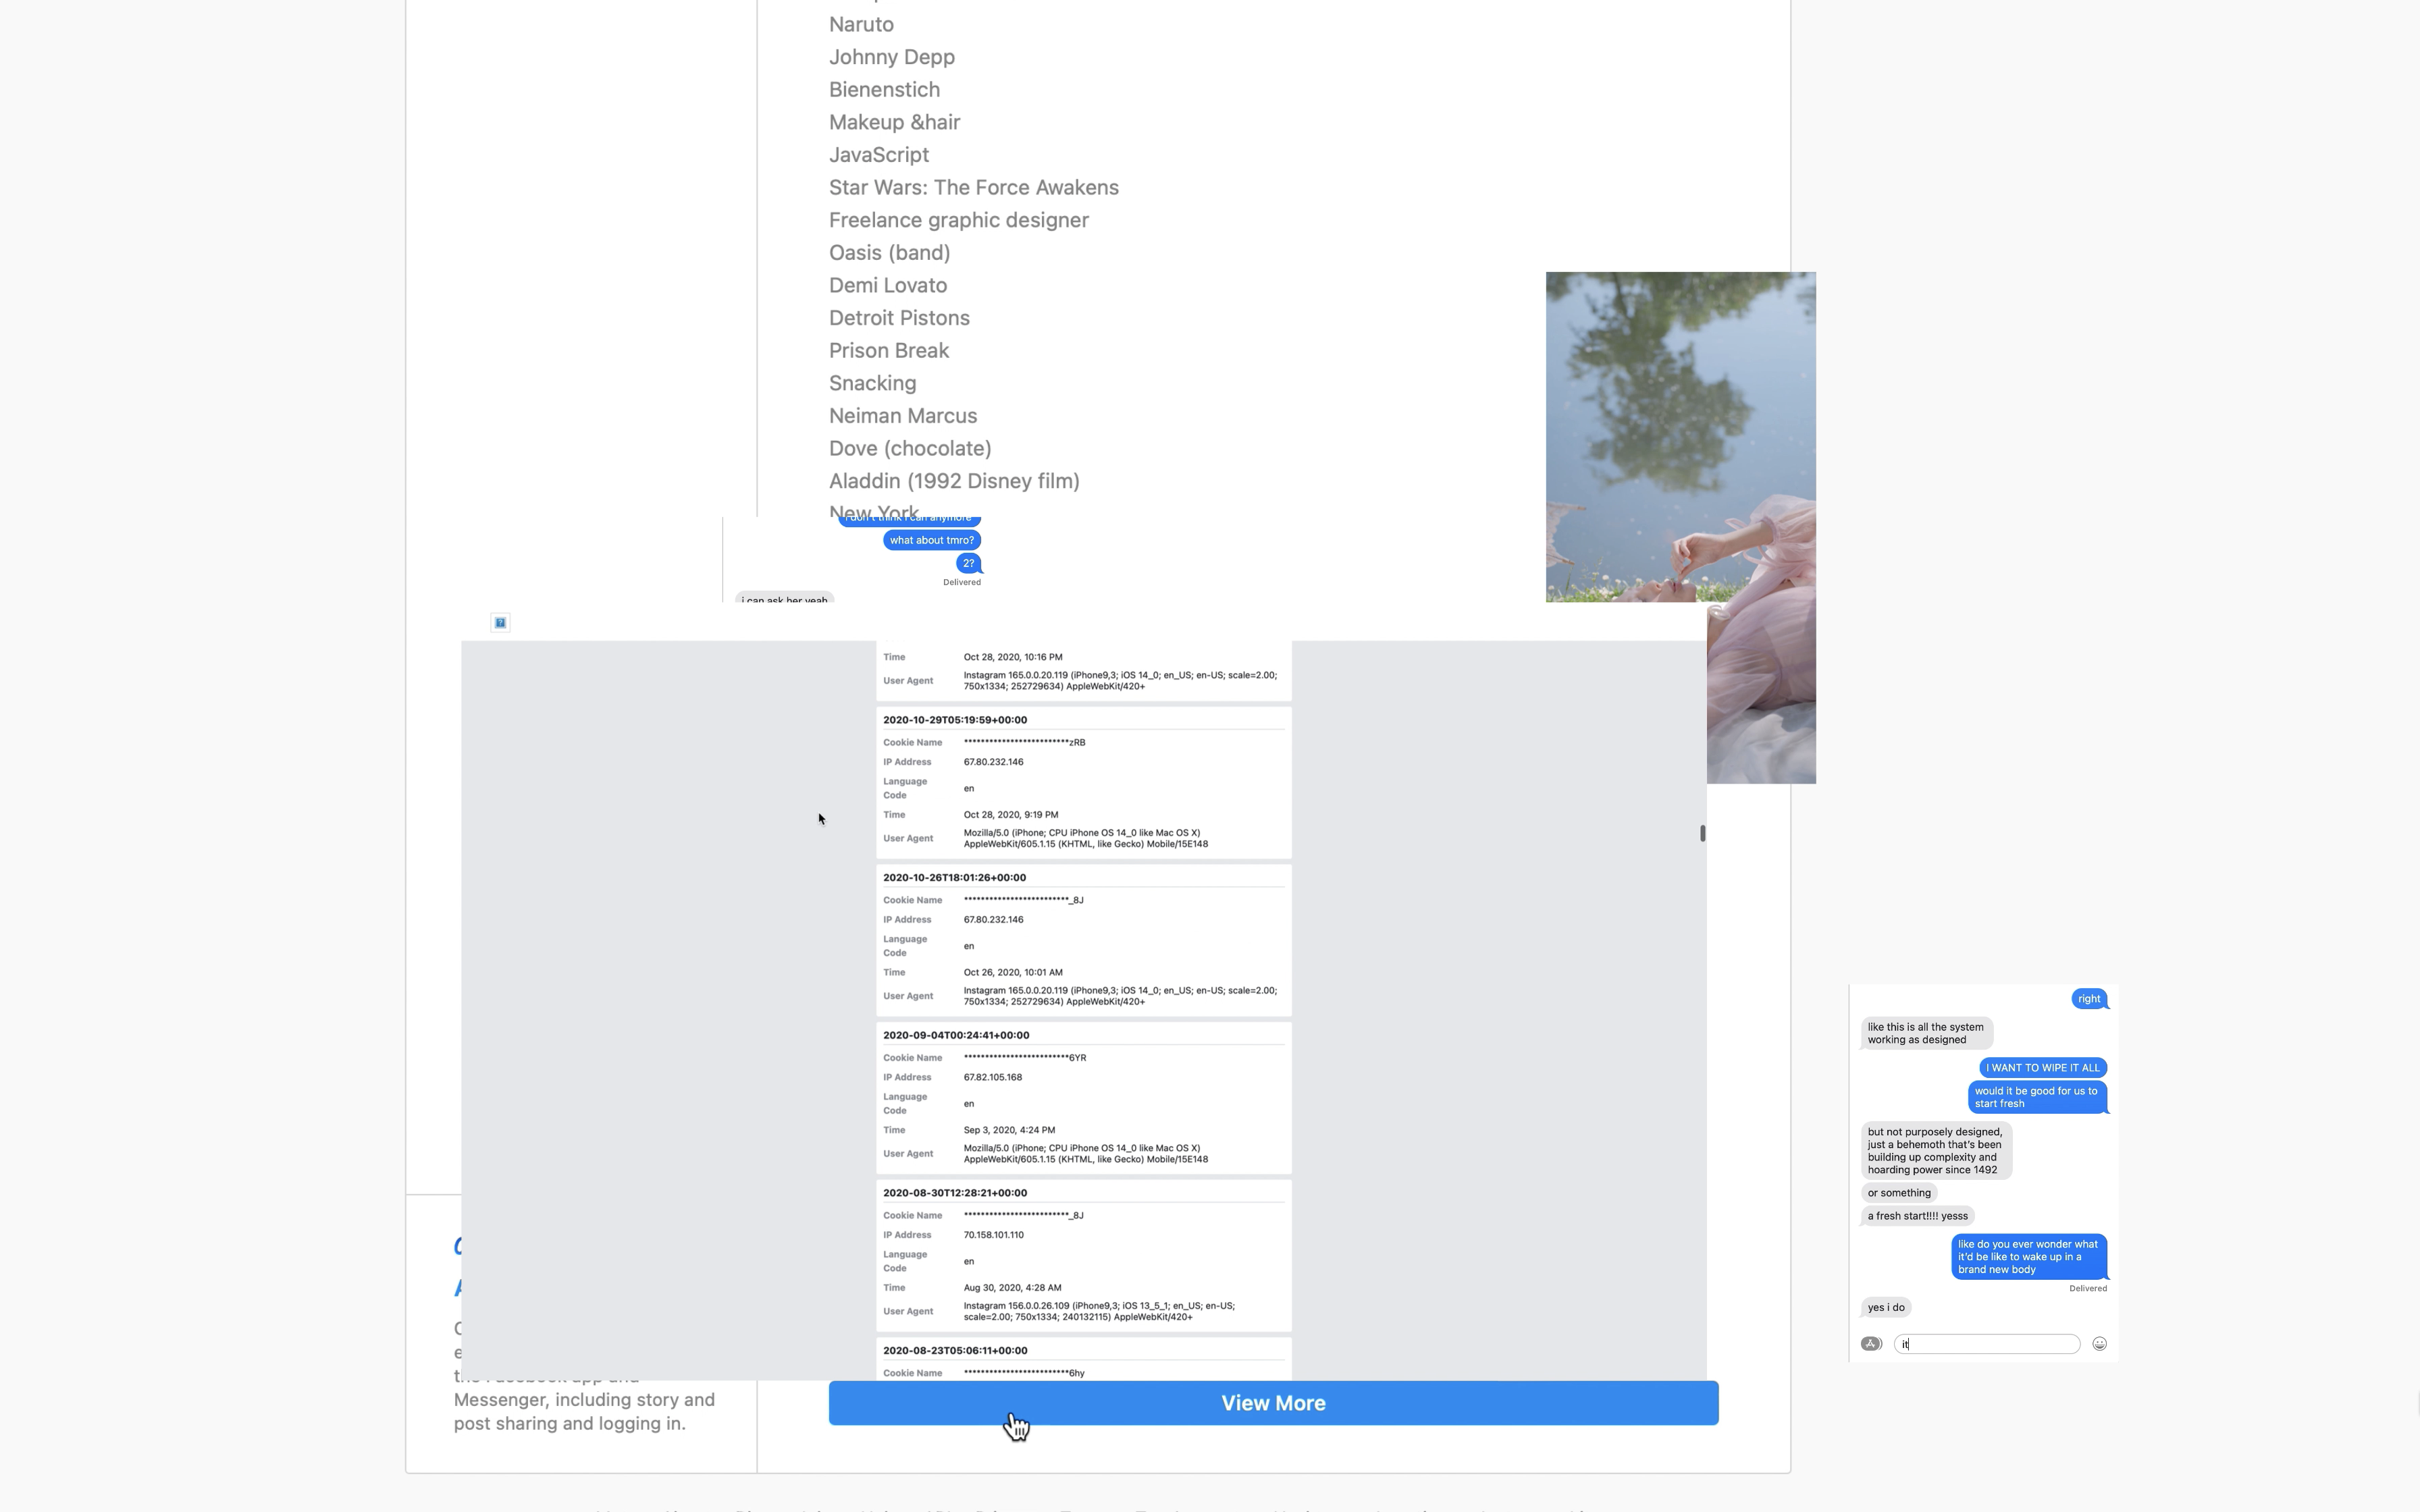 Naruto
Johnny Depp
Bienenstich
Makeup &hair
JavaScript
Star Wars: The Force Awakens
Freelance graphic designer
Oasis (band)
Demi Lovato
Detroit Pistons
Prison Break
Snacking
Neiman Marcus
Dove (chocolate)
Aladdin (1992 Disney film)
New York
i don't think i can anymore
what about tmro?
2?
Delivered
i can ask her yeah
Time Oct 28, 2020, 10:16 PM
User Agent Instagram 165.0.0.20.119 (iPhone9,3; iOS 14_0; en_US; en-US; scale=2.00;
750x1334; 252729634) AppleWebKit/420+
2020-10-29T05:19:59+00:00
Cookie Name *************************zRB
IP Address 67.80.232.146
Language
Code en
Time Oct 28, 2020, 9:19 PM
User Agent Mozilla/5.0 (iPhone; CPU iPhone OS 14_0 like Mac OS X)
AppleWebKit/605.1.15 (KHTML, like Gecko) Mobile/15E148
2020-10-26T18:01:26+00:00
Cookie Name *************************_8J
IP Address 67.80.232.146
Language
Code en
Time Oct 26, 2020, 10:01 AM
User Agent Instagram 165.0.0.20.119 (iPhone9,3; iOS 14_0; en_US; en-US; scale=2.00;
750x1334; 252729634) AppleWebKit/420+
2020-09-04T00:24:41+00:00
Cookie Name *************************6YR
IP Address 67.82.105.168
Language
Code en
Time Sep 3, 2020, 4:24 PM
User Agent Mozilla/5.0 (iPhone; CPU iPhone OS 14_0 like Mac OS X)
AppleWebKit/605.1.15 (KHTML, like Gecko) Mobile/15E148
2020-08-30T12:28:21+00:00
Cookie Name *************************_8J
IP Address 70.158.101.110
Language
Code en
Time Aug 30, 2020, 4:28 AM
User Agent Instagram 156.0.0.26.109 (iPhone9,3; iOS 13_5_1; en_US; en-US;
scale=2.00; 750x1334; 240132115) AppleWebKit/420+
2020-08-23T05:06:11+00:00
Cookie Name *************************6hy
the Facebook app and
Messenger, including story and
post sharing and logging in.
View More
right
like this is all the system
working as designed
I WANT TO WIPE IT ALL
would it be good for us to
start fresh
but not purposely designed,
just a behemoth that's been
building up complexity and
hoarding power since 1492
or something
a fresh start!!!! yesss
like do you ever wonder what
it'd be like to wake up in a
brand new body
Delivered
yes i do
it